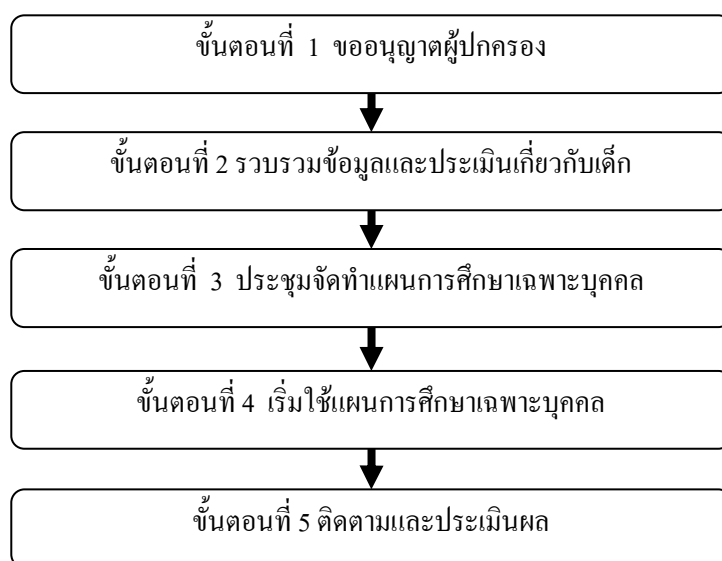 ขั้นตอนที่ 1 ขออนุญาตผู้ปกครอง
ขั้นตอนที่ 2 รวบรวมข้อมูลและประเมินเกี่ยวกับเด็ก
ขั้นตอนที่ 3 ประชุมจัดทำแผนการศึกษาเฉพาะบุคคล
ขั้นตอนที่ 4 เริ่มใช้แผนการศึกษาเฉพาะบุคคล
ขั้นตอนที่ 5 ติดตามและประเมินผล